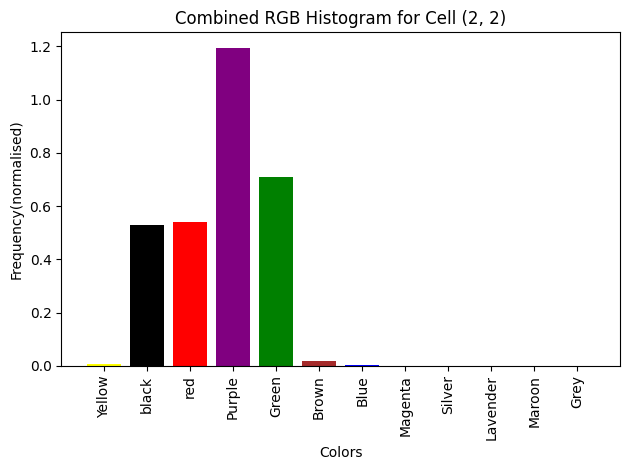 Combined RGB Histogram for Cell (2, 2)
Frequency(normalised)
1.2
1.0
0.8
0.6
0.4
0.2
0.0
Yellow
black
red
Purple
Green
Brown
Blue
Magenta
Silver
Lavender
Maroon
Grey
Colors